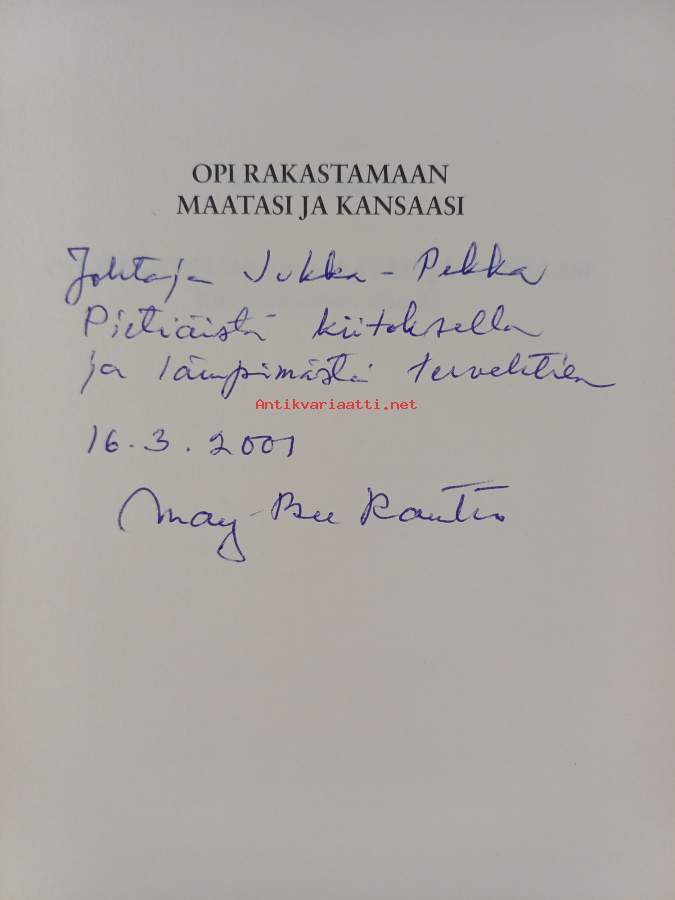 OPI RAKASTAMAAN
MAATASI JA KANSAASI
Johtaja Jukka-Pekka
Pietiäistä kiitoksella
ja lämpimästi tervehtien
Antikvariaatti.net
16.3.2001
May-Bee Rautio